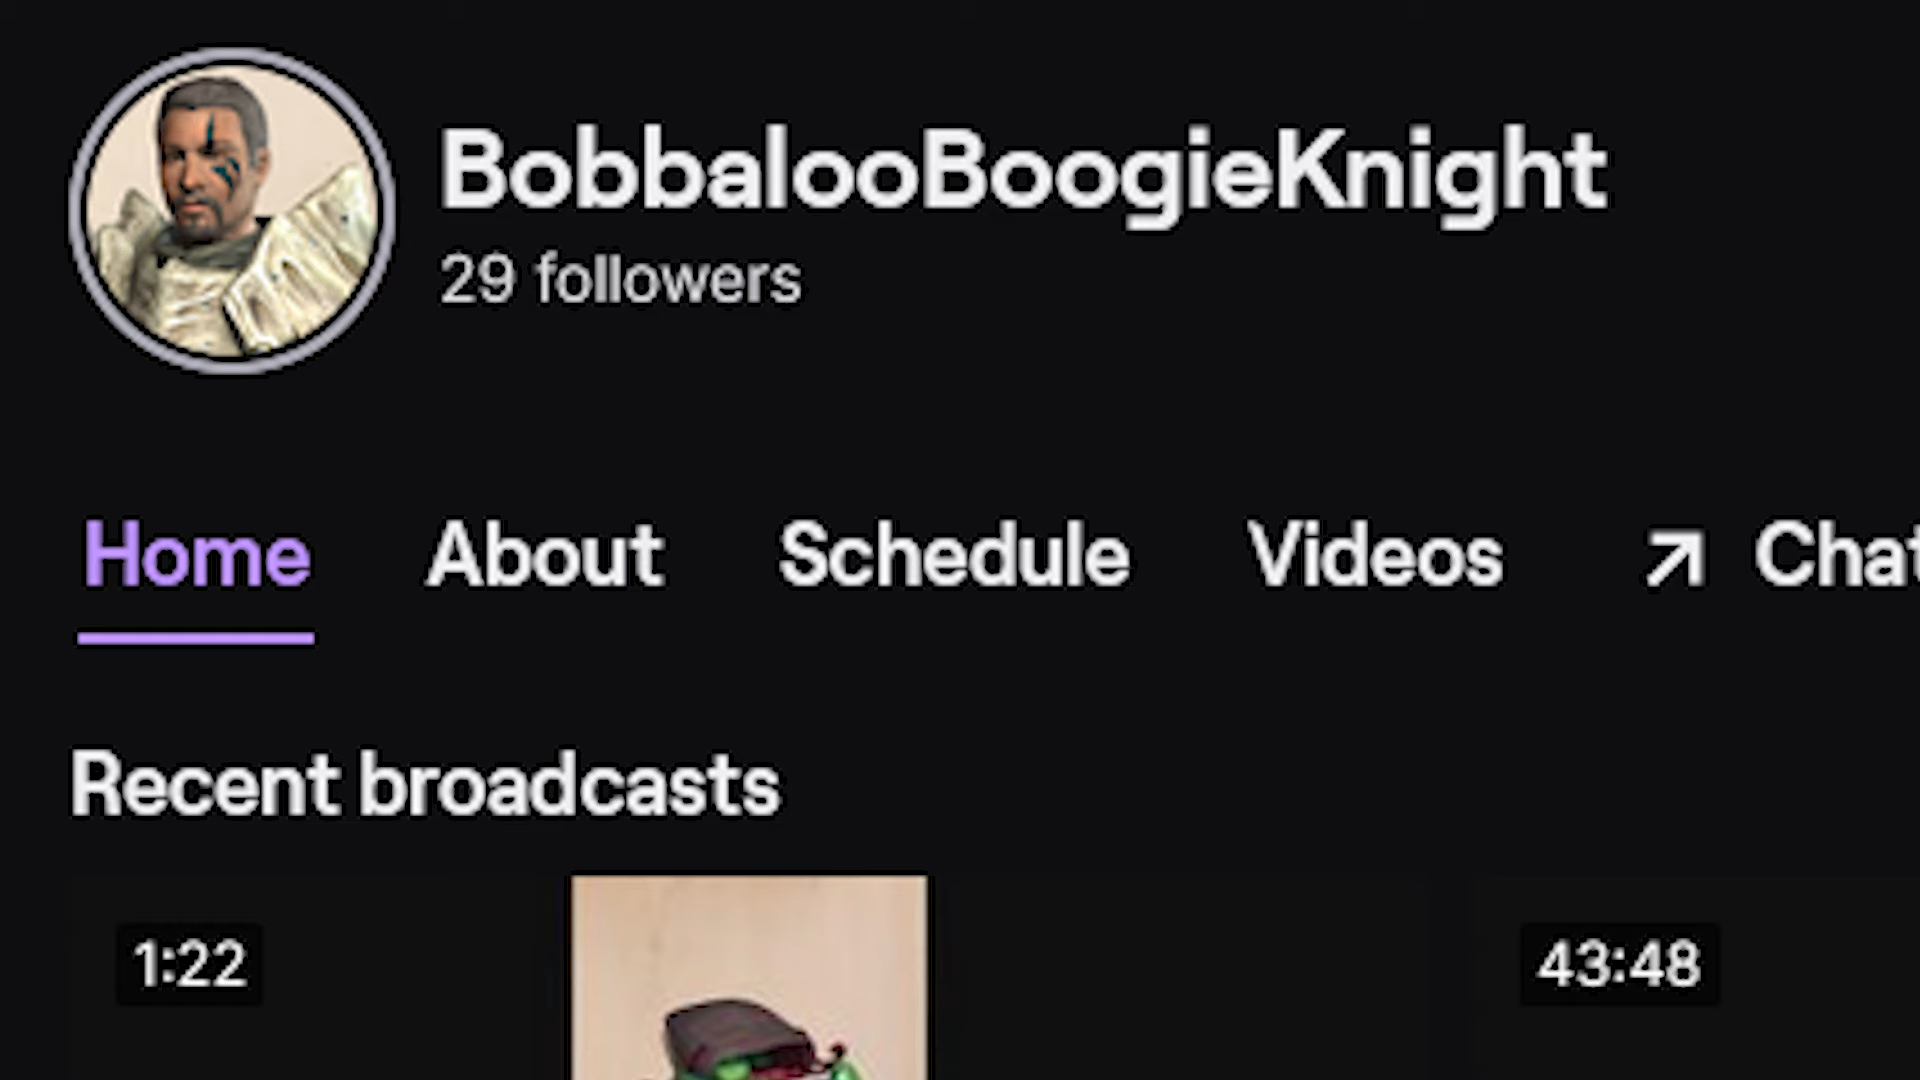 BobbalooBoogieKnight
29 followers
Home About Schedule Videos Chat
Recent broadcasts
1:22 43:48